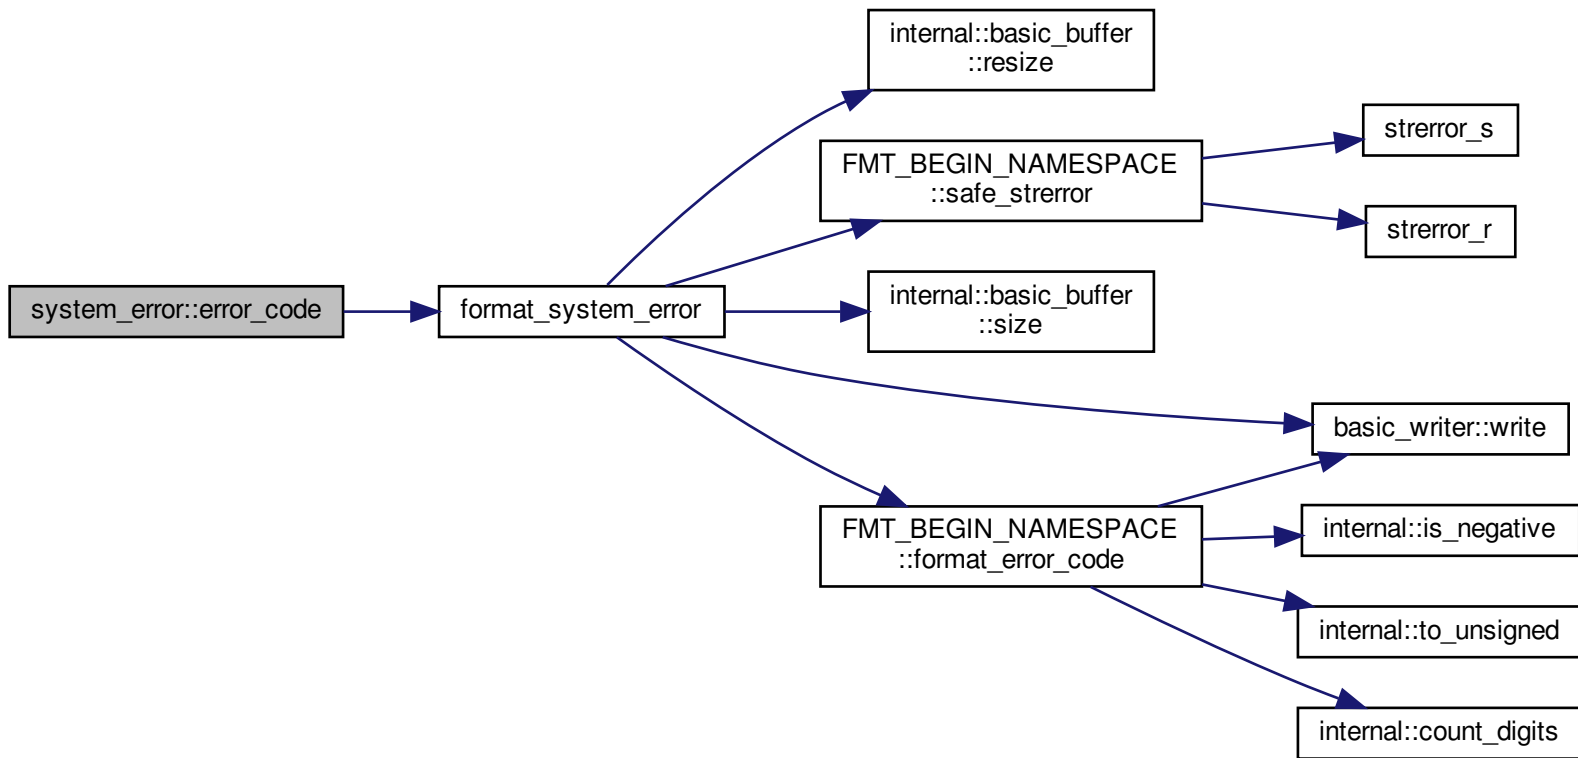 internal::basic_buffer
::resize
strerror_s
FMT_BEGIN_NAMESPACE
::safe_strerror
strerror_r
system_error::error_code
format_system_error
internal::basic_buffer
::size
basic_writer::write
internal::is_negative
FMT_BEGIN_NAMESPACE
::format_error_code
internal::to_unsigned
internal::count_digits